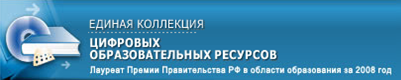 ЕДИНАЯ КОЛЛЕКЦИЯ
ЦИФРОВЫХ
ОБРАЗОВАТЕЛЬНЫХ РЕСУРСОВ
Лауреат Премии Правительства РФ в области образования за 2008 год